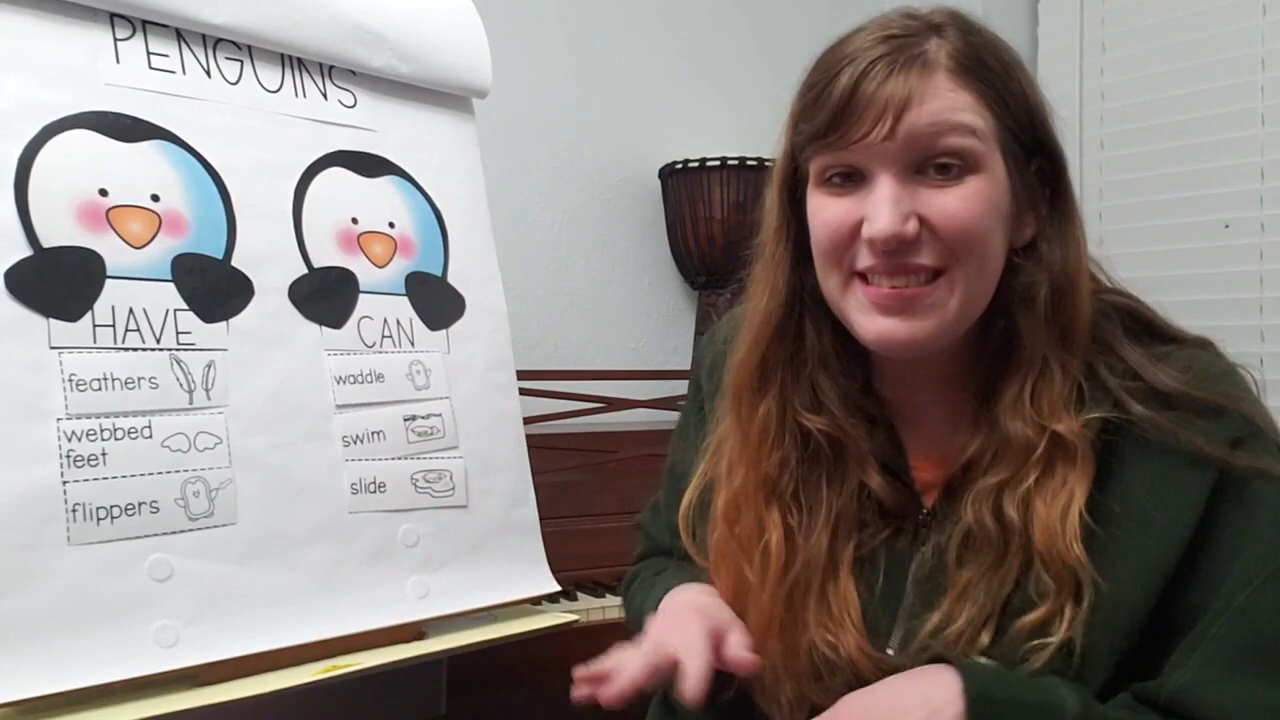 PENGUINS
HAVE
feathers
webbed
feet
flippers
CAN
waddle
swim
slide